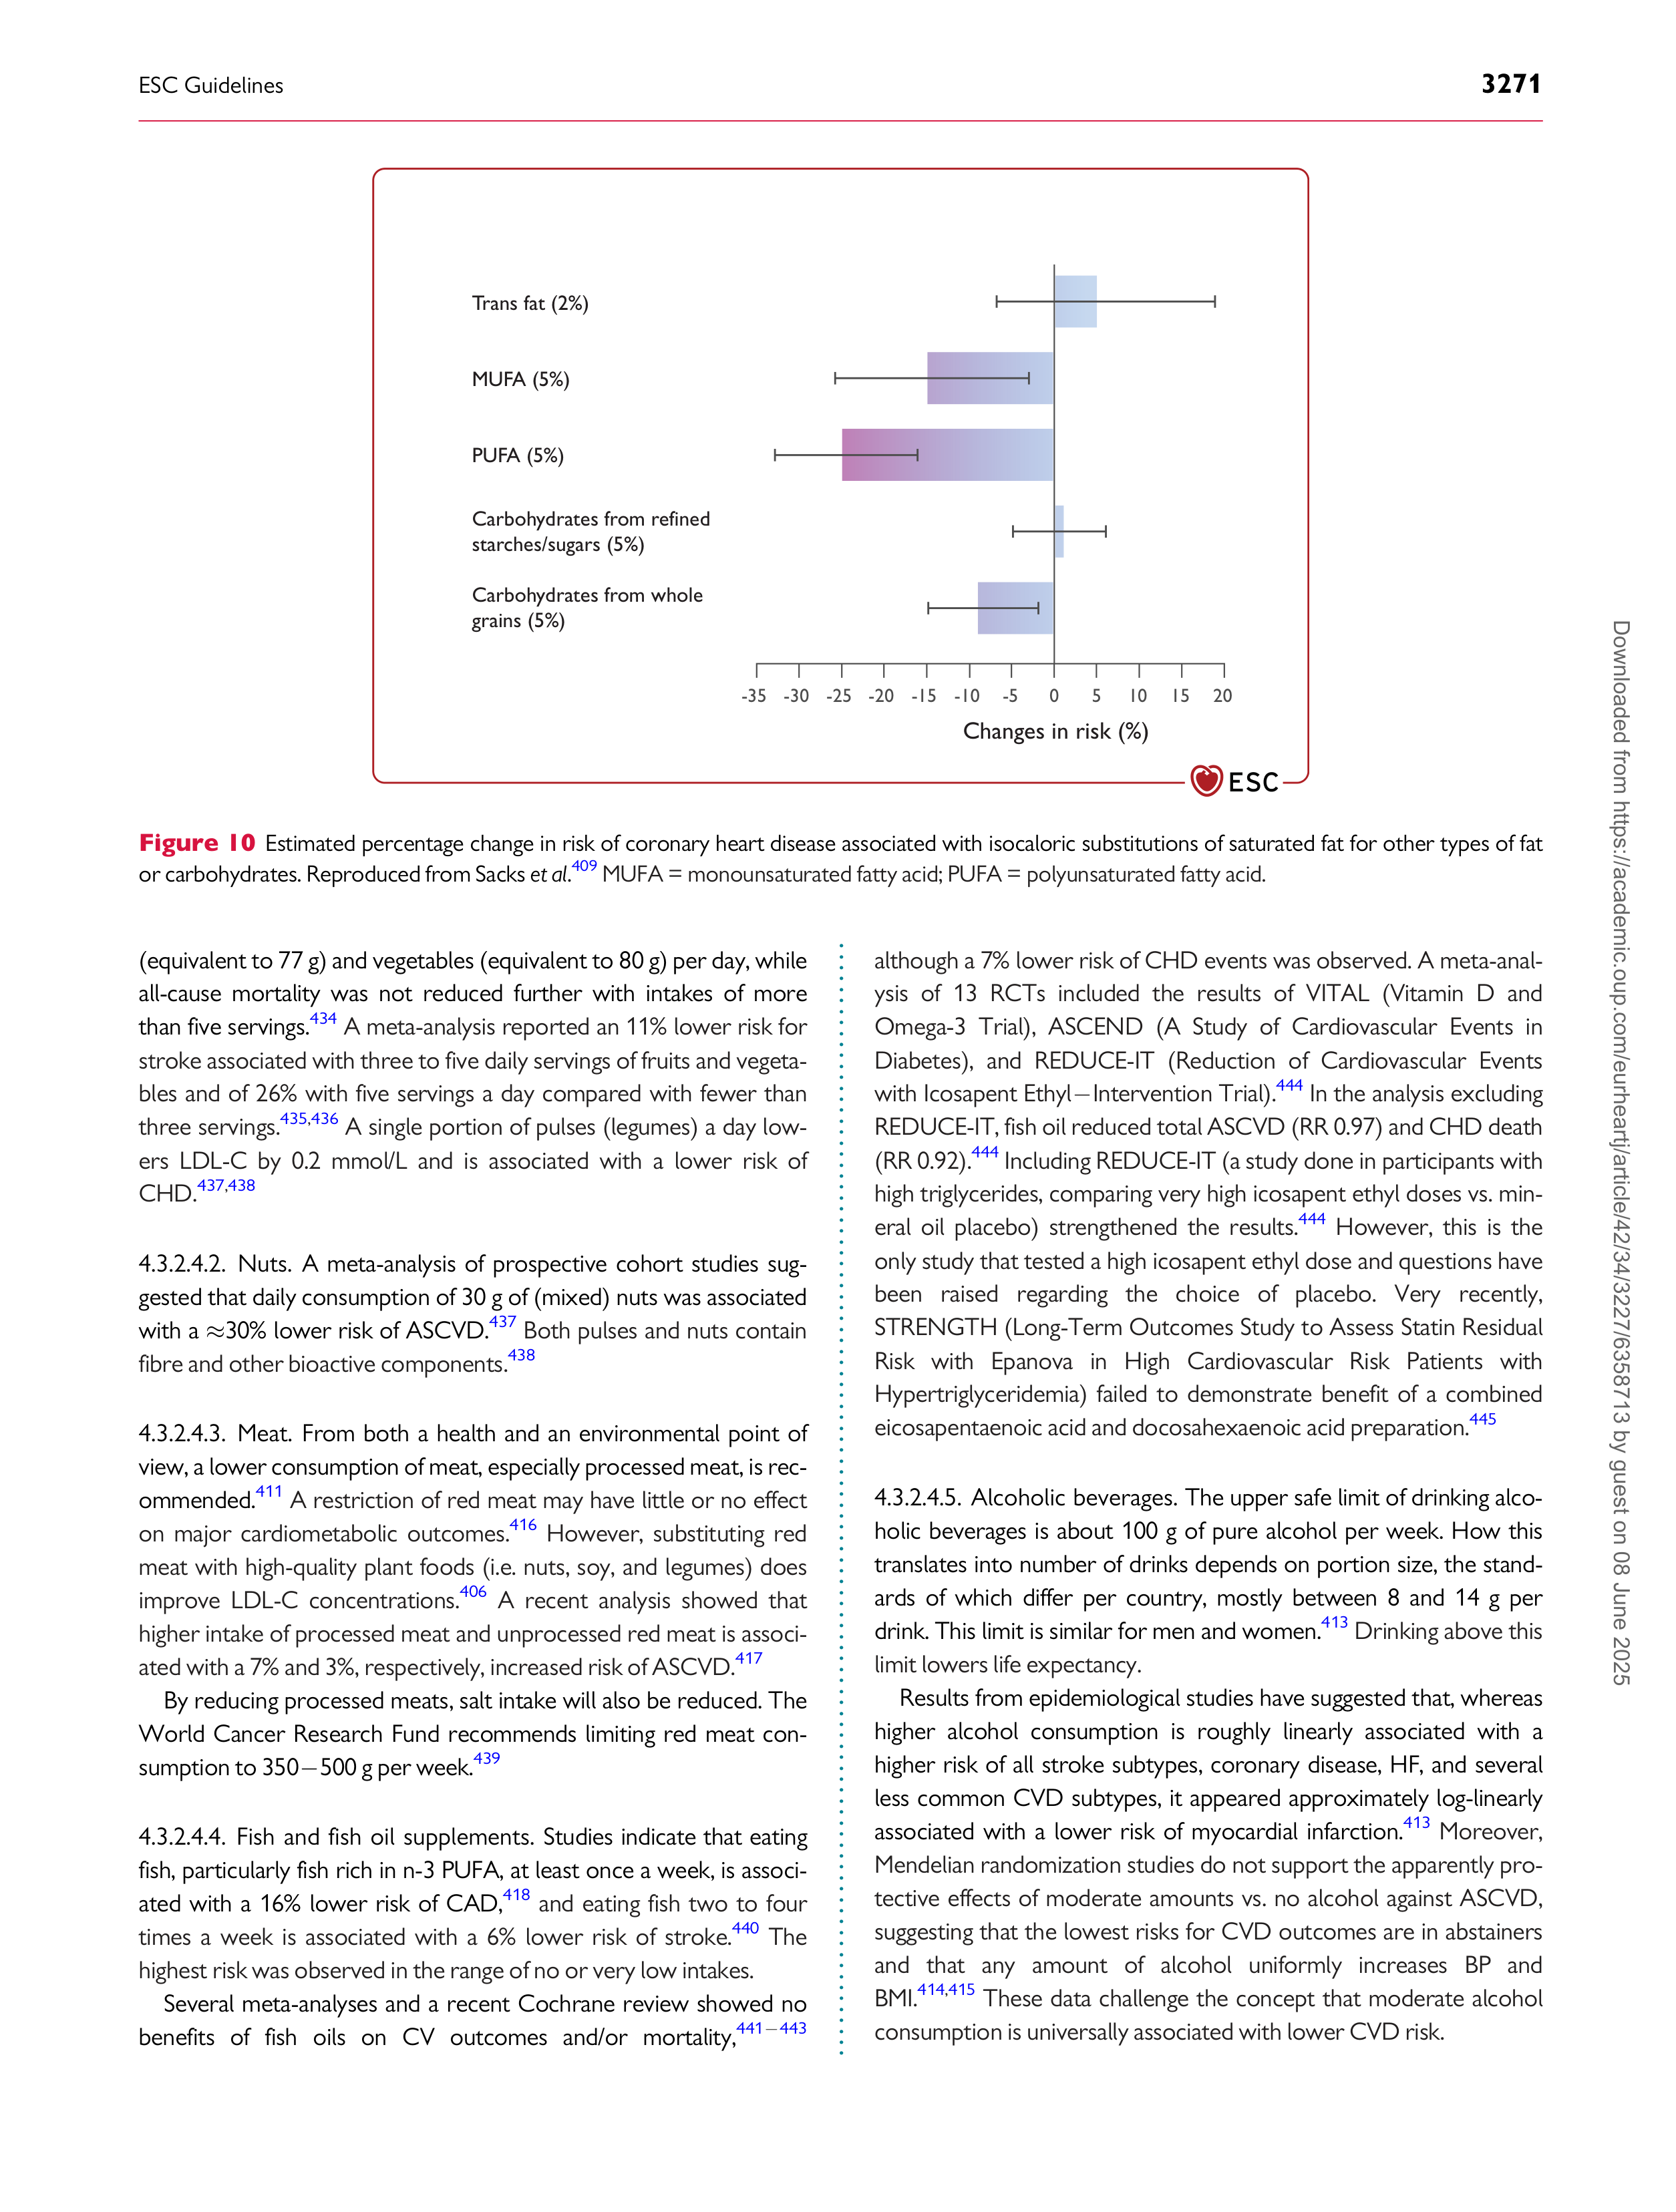 ESC Guidelines
3271
Trans fat (2%)
MUFA (5%)
PUFA (5%)
Carbohydrates from refined
starches/sugars (5%)
Carbohydrates from whole
grains (5%)
-35 -30 -25 -20 -15 -10 -5 0 5 10 15 20
Changes in risk (%)
ESC
Figure 10 Estimated percentage change in risk of coronary heart disease associated with isocaloric substitutions of saturated fat for other types of fat
or carbohydrates. Reproduced from Sacks et al.409 MUFA = monounsaturated fatty acid; PUFA = polyunsaturated fatty acid.
(equivalent to 77 g) and vegetables (equivalent to 80 g) per day, while
all-cause mortality was not reduced further with intakes of more
than five servings.434 A meta-analysis reported an 11% lower risk for
stroke associated with three to five daily servings of fruits and vegeta-
bles and of 26% with five servings a day compared with fewer than
three servings.435,436 A single portion of pulses (legumes) a day low-
ers LDL-C by 0.2 mmol/L and is associated with a lower risk of
CHD.437,438
4.3.2.4.2. Nuts. A meta-analysis of prospective cohort studies sug-
gested that daily consumption of 30 g of (mixed) nuts was associated
with a ≈30% lower risk of ASCVD.437 Both pulses and nuts contain
fibre and other bioactive components.438
4.3.2.4.3. Meat. From both a health and an environmental point of
view, a lower consumption of meat, especially processed meat, is rec-
ommended.411 A restriction of red meat may have little or no effect
on major cardiometabolic outcomes.416 However, substituting red
meat with high-quality plant foods (i.e. nuts, soy, and legumes) does
improve LDL-C concentrations.406 A recent analysis showed that
higher intake of processed meat and unprocessed red meat is associ-
ated with a 7% and 3%, respectively, increased risk of ASCVD.417
By reducing processed meats, salt intake will also be reduced. The
World Cancer Research Fund recommends limiting red meat con-
sumption to 350–500 g per week.439
4.3.2.4.4. Fish and fish oil supplements. Studies indicate that eating
fish, particularly fish rich in n-3 PUFA, at least once a week, is associ-
ated with a 16% lower risk of CAD,418 and eating fish two to four
times a week is associated with a 6% lower risk of stroke.440 The
highest risk was observed in the range of no or very low intakes.
Several meta-analyses and a recent Cochrane review showed no
benefits of fish oils on CV outcomes and/or mortality,441–443
although a 7% lower risk of CHD events was observed. A meta-anal-
ysis of 13 RCTs included the results of VITAL (Vitamin D and
Omega-3 Trial), ASCEND (A Study of Cardiovascular Events in
Diabetes), and REDUCE-IT (Reduction of Cardiovascular Events
with Icosapent Ethyl–Intervention Trial).444 In the analysis excluding
REDUCE-IT, fish oil reduced total ASCVD (RR 0.97) and CHD death
(RR 0.92).444 Including REDUCE-IT (a study done in participants with
high triglycerides, comparing very high icosapent ethyl doses vs. min-
eral oil placebo) strengthened the results.444 However, this is the
only study that tested a high icosapent ethyl dose and questions have
been raised regarding the choice of placebo. Very recently,
STRENGTH (Long-Term Outcomes Study to Assess Statin Residual
Risk with Epanova in High Cardiovascular Risk Patients with
Hypertriglyceridemia) failed to demonstrate benefit of a combined
eicosapentaenoic acid and docosahexaenoic acid preparation.445
4.3.2.4.5. Alcoholic beverages. The upper safe limit of drinking alco-
holic beverages is about 100 g of pure alcohol per week. How this
translates into number of drinks depends on portion size, the stand-
ards of which differ per country, mostly between 8 and 14 g per
drink. This limit is similar for men and women.413 Drinking above this
limit lowers life expectancy.
Results from epidemiological studies have suggested that, whereas
higher alcohol consumption is roughly linearly associated with a
higher risk of all stroke subtypes, coronary disease, HF, and several
less common CVD subtypes, it appeared approximately log-linearly
associated with a lower risk of myocardial infarction.413 Moreover,
Mendelian randomization studies do not support the apparently pro-
tective effects of moderate amounts vs. no alcohol against ASCVD,
suggesting that the lowest risks for CVD outcomes are in abstainers
and that any amount of alcohol uniformly increases BP and
BMI.414,415 These data challenge the concept that moderate alcohol
consumption is universally associated with lower CVD risk.
Downloaded from https://academic.oup.com/eurheartj/article/42/34/3227/6358713 by guest on 08 June 2025